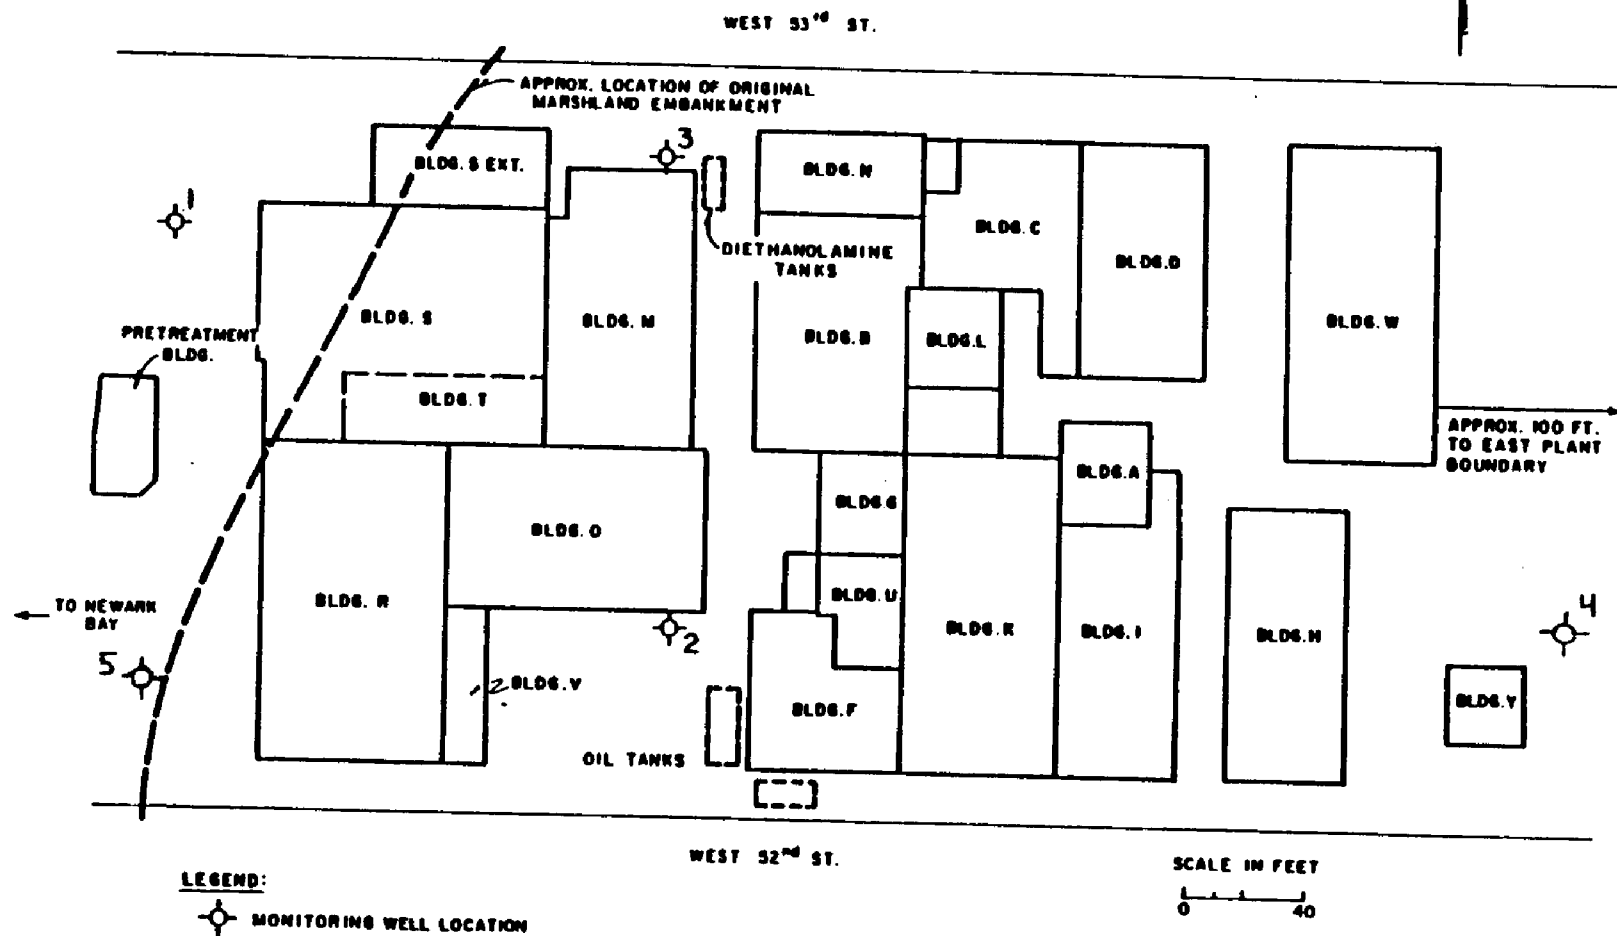 WEST 53rd ST.
APPROX. LOCATION OF ORIGINAL
MARSHLAND EMBANKMENT
3
BLDG. S EXT.
BLDG. N
1
BLDG. C
DIETHANOLAMINE
TANKS
BLDG. D
BLDG. S
BLDG. M
BLDG. B
BLDG. L
BLDG. W
PRETREATMENT
BLDG.
BLDG. T
APPROX. 100 FT.
TO EAST PLANT
BOUNDARY
BLDG. A
BLDG. G
BLDG. O
BLDG. R
BLDG. U
TO NEWARK
BAY
BLDG. K
BLDG. I
BLDG. H
4
2
5
BLDG. V
BLDG. F
BLDG. Y
OIL TANKS
WEST 52nd ST.
SCALE IN FEET
0 40
LEGEND:
MONITORING WELL LOCATION